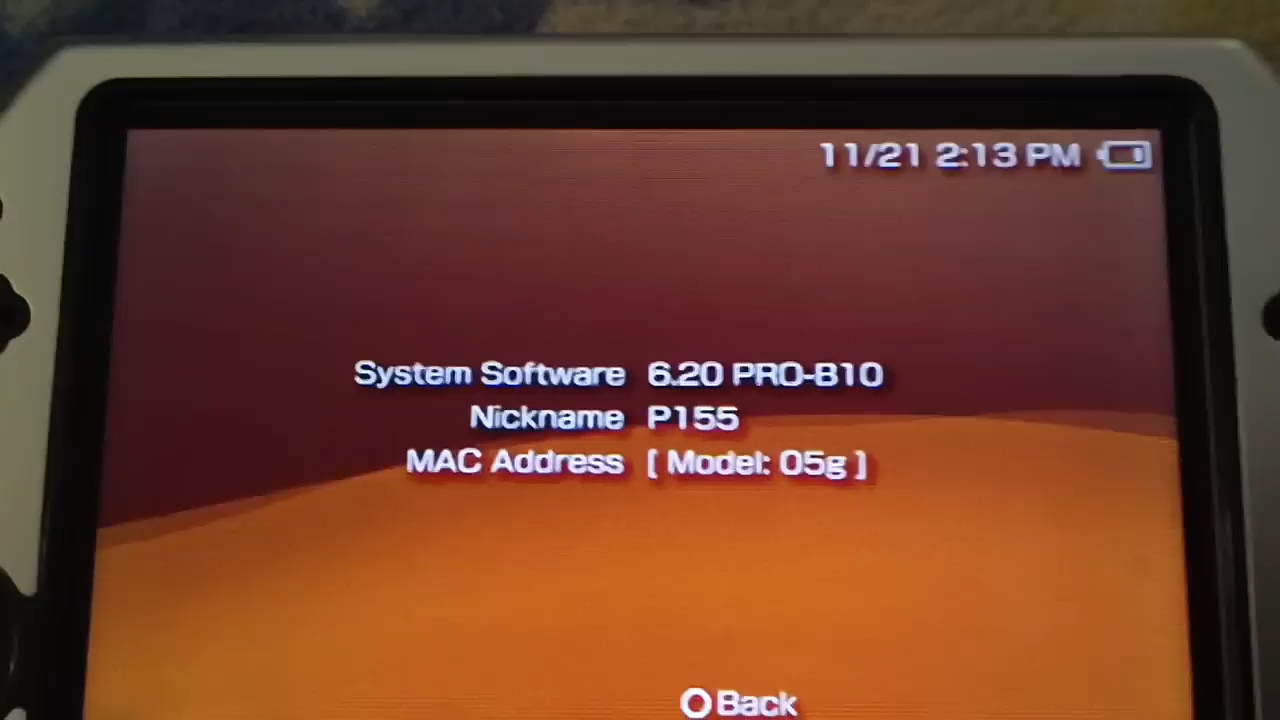 11/21 2:13 PM
System Software 6.20 PRO-B10
Nickname P155
MAC Address [ Model: 05g ]
Back